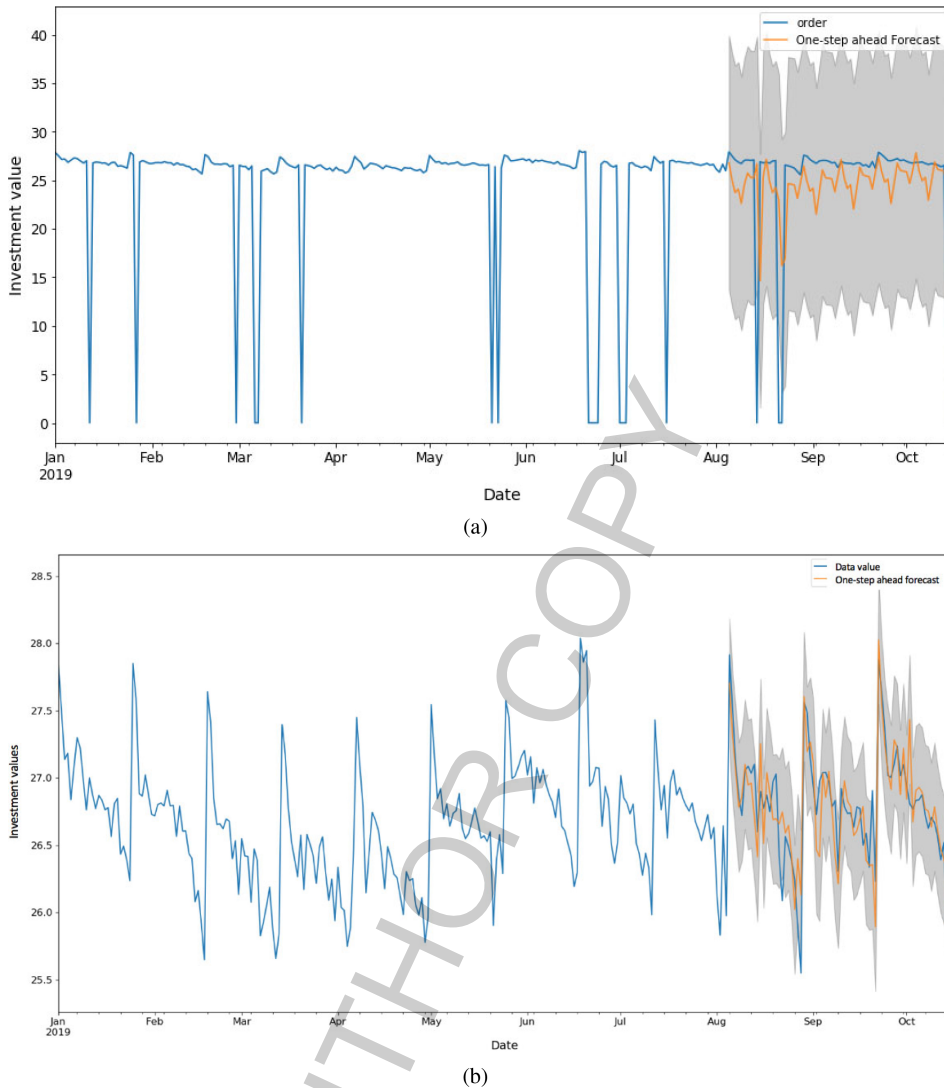 order
One-step ahead Forecast
40
35
30
25
20
15
10
5
0
Investment value
Jan Feb Mar Apr May Jun Jul Aug Sep Oct
2019
Date
(a)
Data value
One-step ahead forecast
28.5
28.0
27.5
27.0
26.5
26.0
25.5
Investment values
Jan Feb Mar Apr May Jun Jul Aug Sep Oct
2019
Date
(b)
THOR COPY